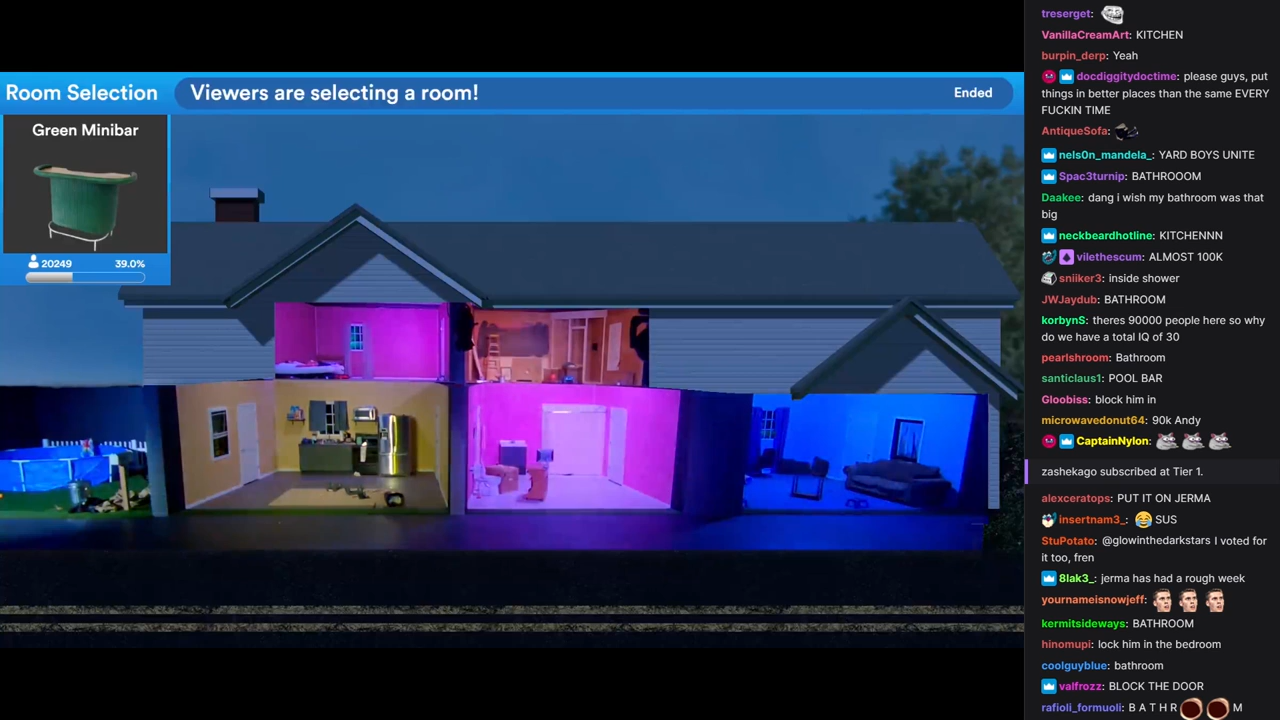 Room Selection
Viewers are selecting a room!
Ended
Green Minibar
20249 39.0%
treserget:
VanillaCreamArt: KITCHEN
burpin_derp: Yeah
docdiggitydoctime: please guys, put
things in better places than the same EVERY
FUCKIN TIME
AntiqueSofa:
nels0n_mandela_: YARD BOYS UNITE
Spac3turnip: BATHROOOM
Daakee: dang i wish my bathroom was that
big
neckbeardhotline: KITCHENNN
vilethescum: ALMOST 100K
sniiker3: inside shower
JWJaydub: BATHROOM
korbynS: theres 90000 people here so why
do we have a total IQ of 30
pearlshroom: Bathroom
santiclaus1: POOL BAR
Gloobiss: block him in
microwavedonut64: 90k Andy
CaptainNylon:
zashekago subscribed at Tier 1.
alexceratops: PUT IT ON JERMA
insertnam3_: SUS
StuPotato: @glowinthedarkstars I voted for
it too, fren
8lak3_: jerma has had a rough week
yournameisnowjeff:
kermitsideways: BATHROOM
hinomupi: lock him in the bedroom
coolguyblue: bathroom
valfrozz: BLOCK THE DOOR
rafioli_formuoli: B A T H R M